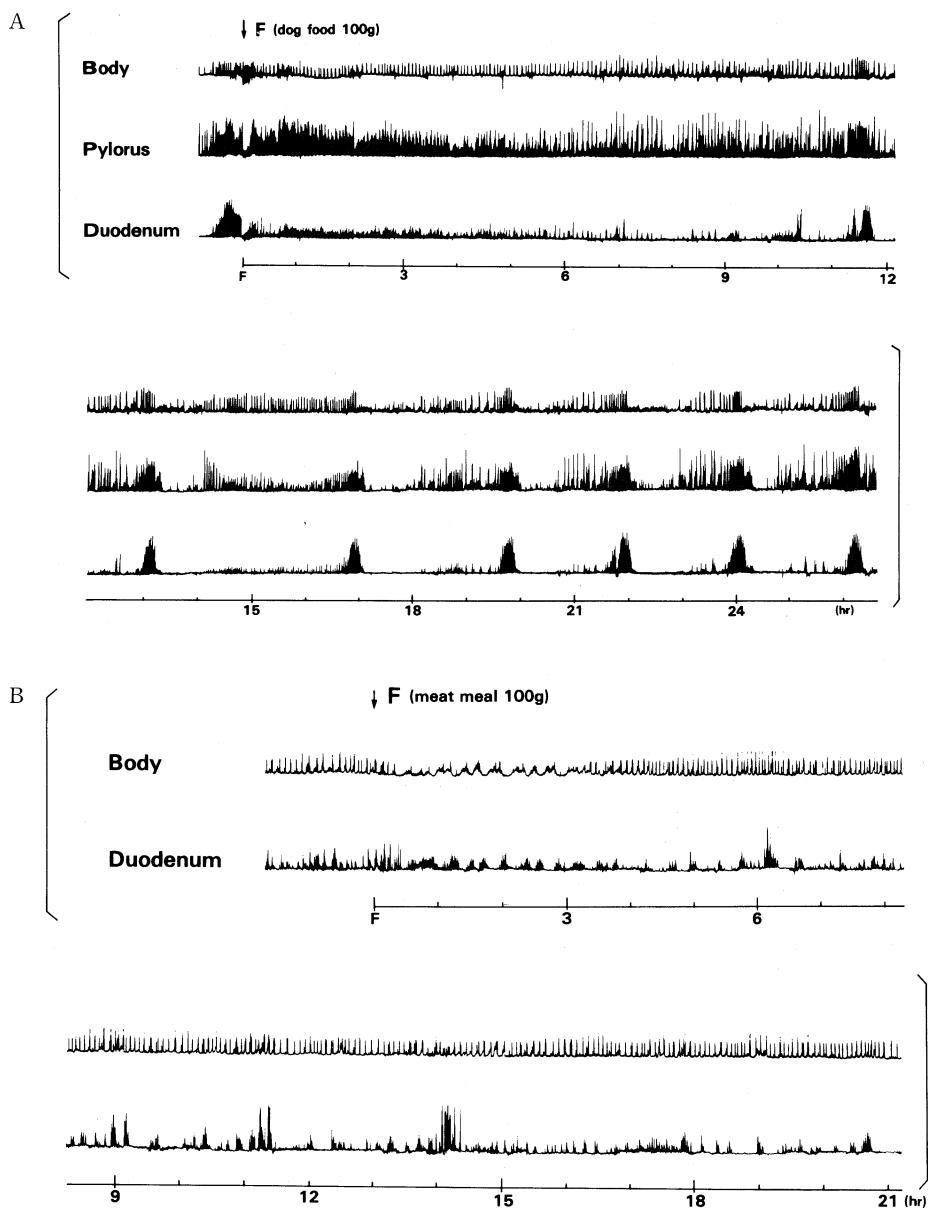 A
F (dog food 100g)
Body
Pylorus
Duodenum
F 3 6 9 12
15 18 21 24 (hr)
B
F (meat meal 100g)
Body
Duodenum
F 3 6
9 12 15 18 21 (hr)